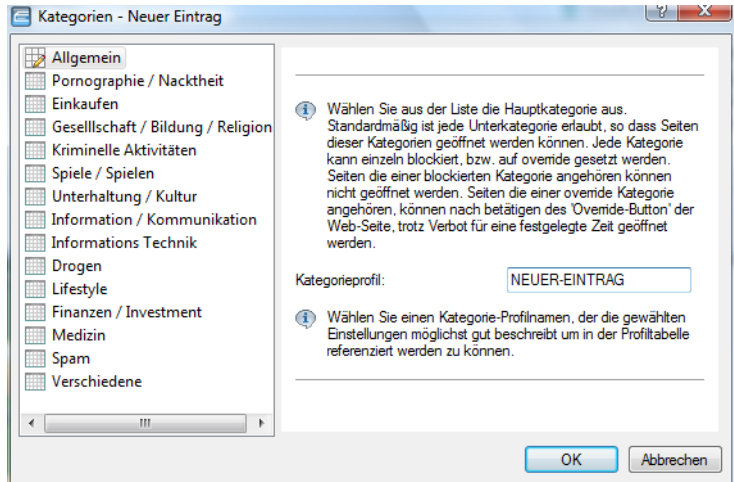 Kategorien - Neuer Eintrag
?
X
Allgemein
Pornographie / Nacktheit
Einkaufen
Geselllschaft / Bildung / Religion
Kriminelle Aktivitäten
Spiele / Spielen
Unterhaltung / Kultur
Information / Kommunikation
Informations Technik
Drogen
Lifestyle
Finanzen / Investment
Medizin
Spam
Verschiedene
Wählen Sie aus der Liste die Hauptkategorie aus.
Standardmäßig ist jede Unterkategorie erlaubt, so dass Seiten
dieser Kategorien geöffnet werden können. Jede Kategorie
kann einzeln blockiert, bzw. auf override gesetzt werden.
Seiten die einer blockierten Kategorie angehören können
nicht geöffnet werden. Seiten die einer override Kategorie
angehören, können nach betätigen des 'Override-Button' der
Web-Seite, trotz Verbot für eine festgelegte Zeit geöffnet
werden.
Kategorieprofil:
NEUER-EINTRAG
Wählen Sie einen Kategorie-Profilnamen, der die gewählten
Einstellungen möglichst gut beschreibt um in der Profiltabelle
referenziert werden zu können.
OK
Abbrechen